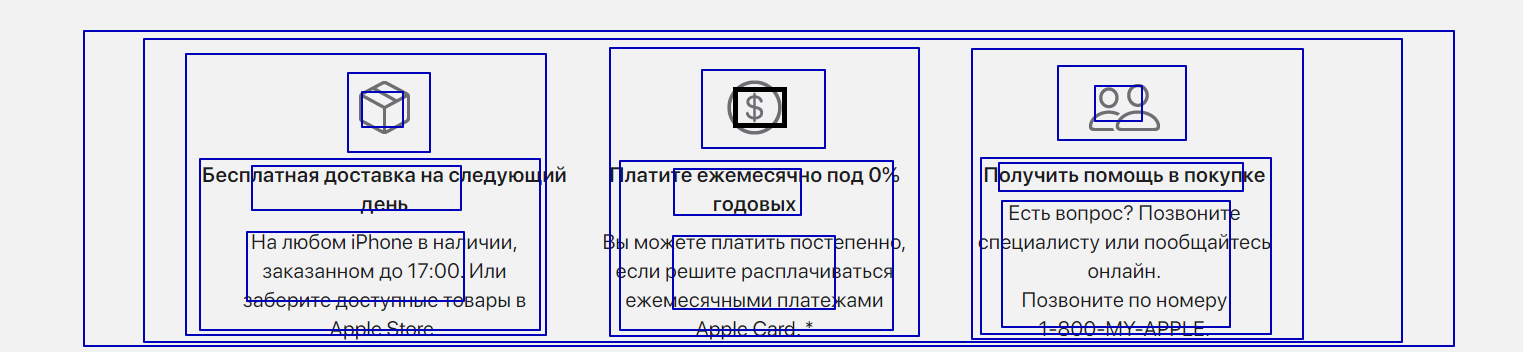 $
Бесплатная доставка на следующий
день
На любом iPhone в наличии,
заказанном до 17:00. Или
заберите доступные товары в
Apple Store
Платите ежемесячно под 0%
годовых
Вы можете платить постепенно,
если решите расплачиваться
ежемесячными платежами
Apple Card. *
Получить помощь в покупке
Есть вопрос? Позвоните
специалисту или пообщайтесь
онлайн.
Позвоните по номеру
1-800-MY-APPLE.